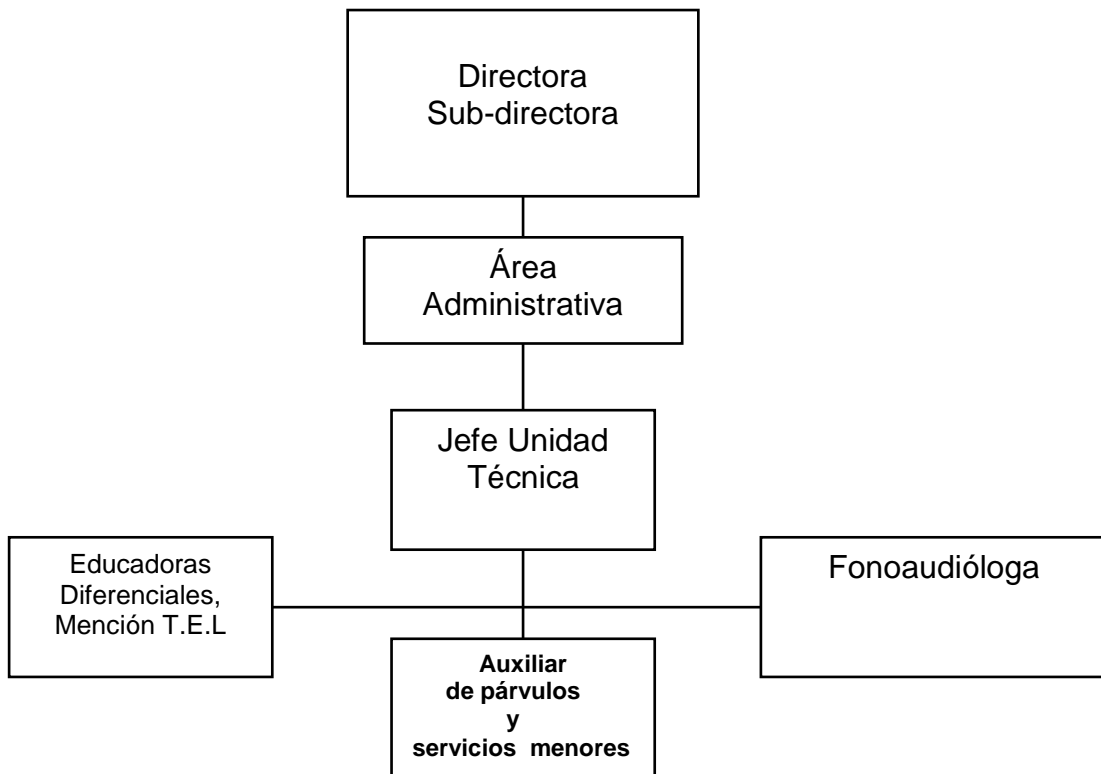 Directora
Sub-directora
Área
Administrativa
Jefe Unidad
Técnica
Educadoras
Diferenciales,
Mención T.E.L
Fonoaudióloga
Auxiliar
de párvulos
y
servicios menores